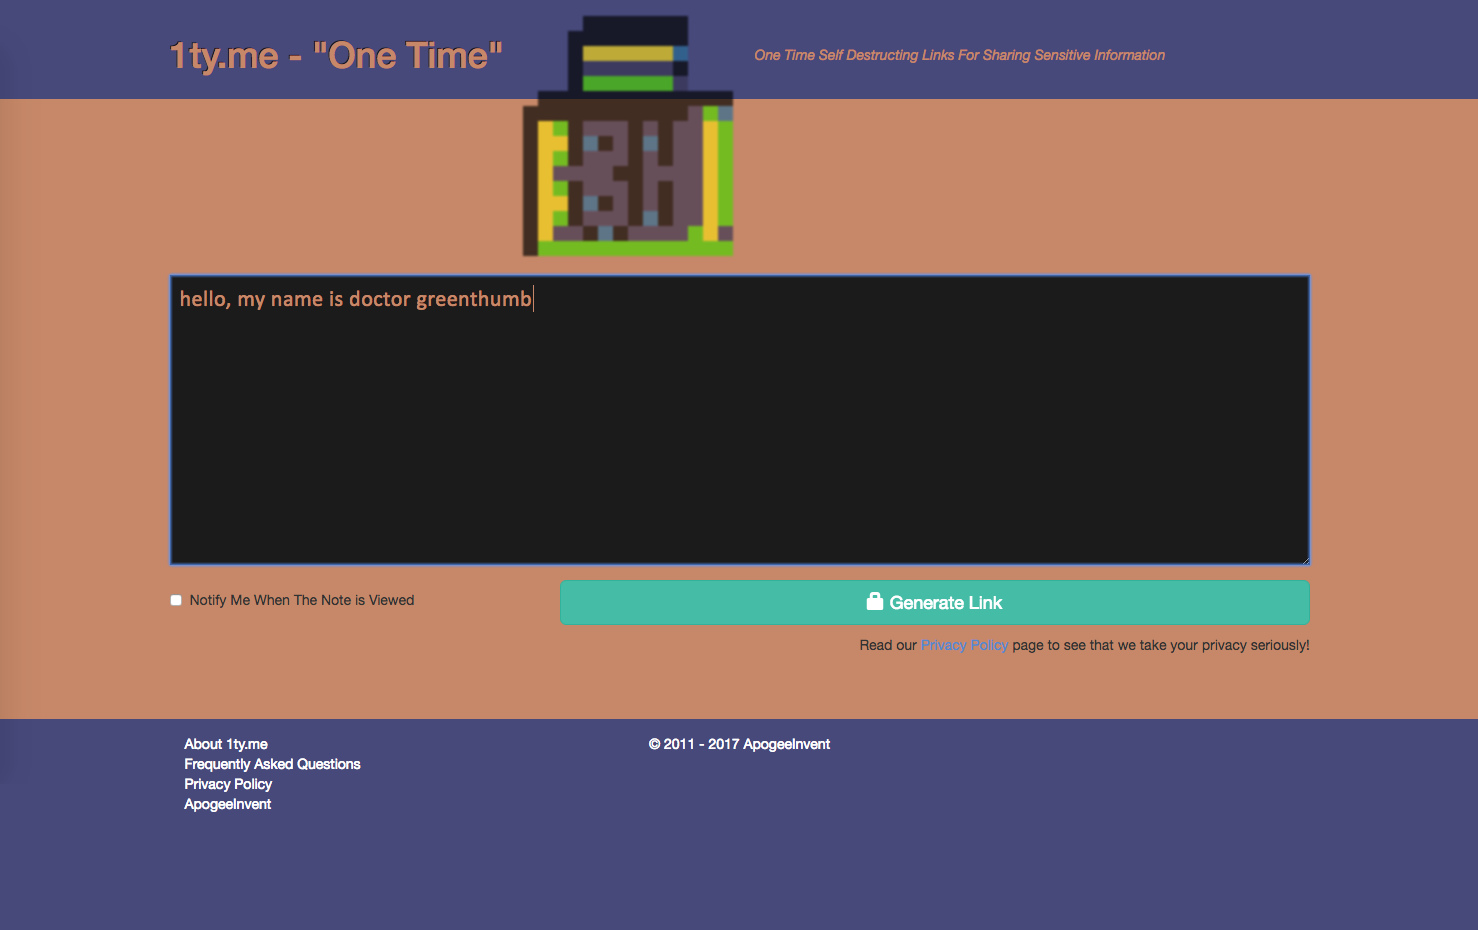 1ty.me - "One Time"
One Time Self Destructing Links For Sharing Sensitive Information
hello, my name is doctor greenthumb
Notify Me When The Note is Viewed
Generate Link
Read our Privacy Policy page to see that we take your privacy seriously!
About 1ty.me
© 2011 - 2017 ApogeeInvent
Frequently Asked Questions
Privacy Policy
ApogeeInvent